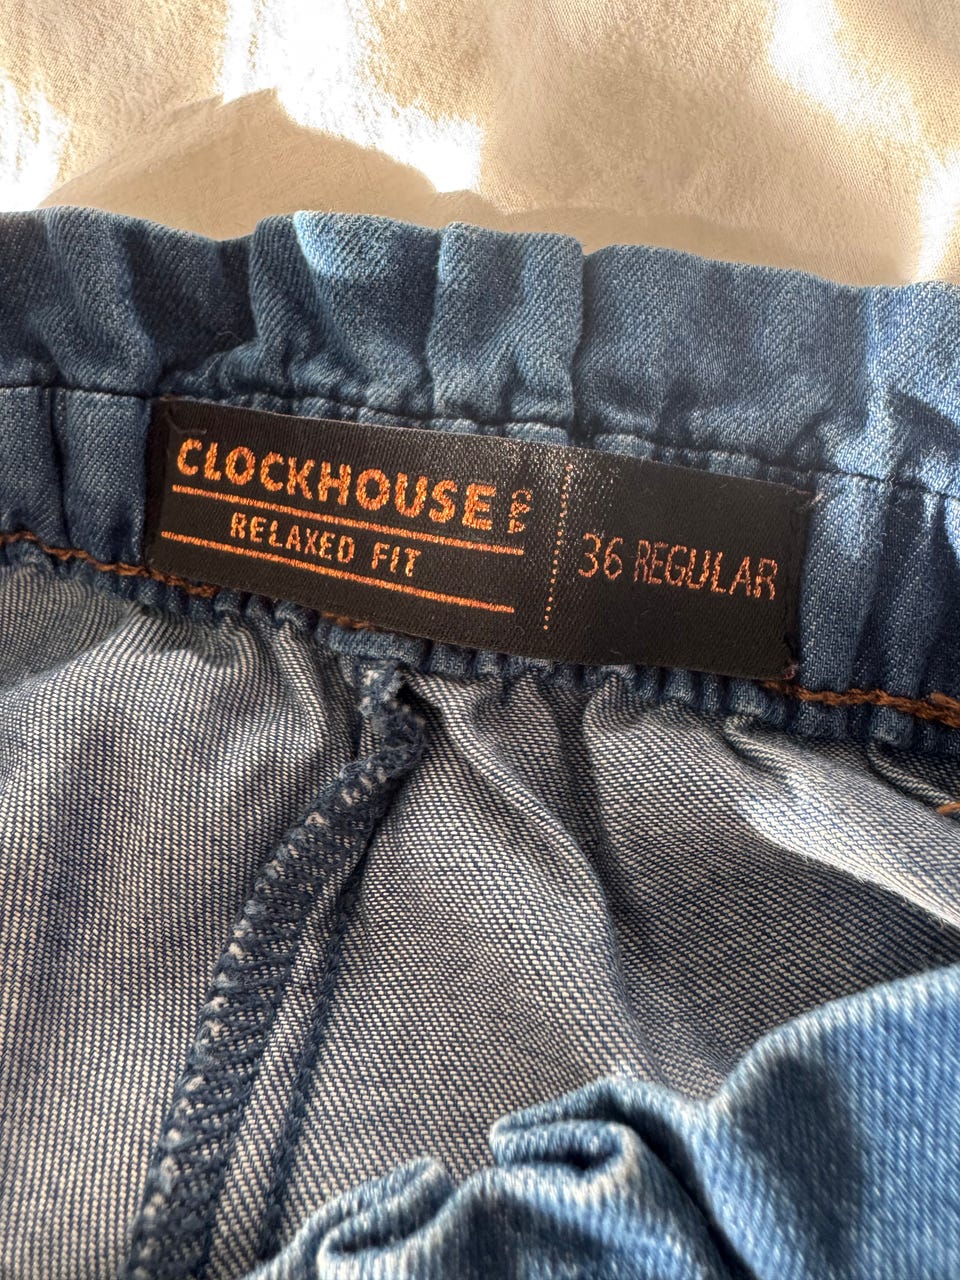 CLOCKHOUSE C&A
RELAXED FIT
36 REGULAR